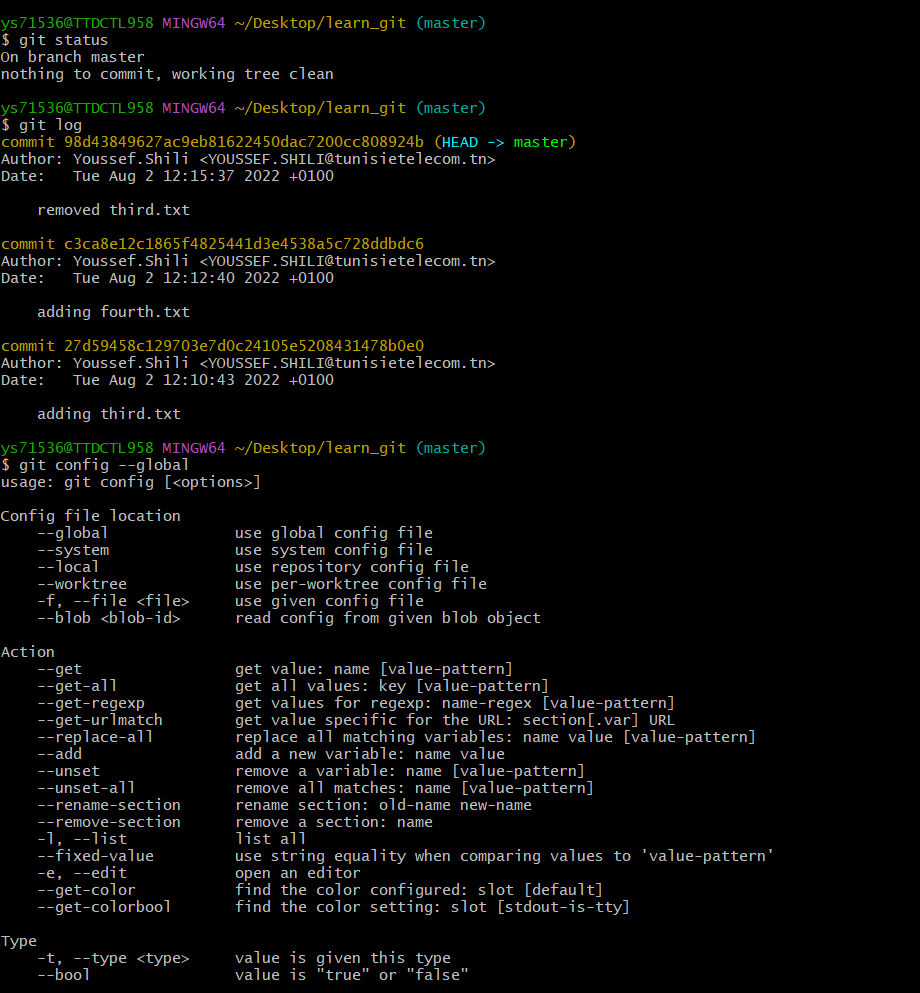 ys71536@TTDCTL958 MINGW64 ~/Desktop/learn_git (master)
$ git status
On branch master
nothing to commit, working tree clean

ys71536@TTDCTL958 MINGW64 ~/Desktop/learn_git (master)
$ git log
commit 98d43849627ac9eb81622450dac7200cc808924b (HEAD -> master)
Author: Youssef.Shili <YOUSSEF.SHILI@tunisietelecom.tn>
Date:   Tue Aug 2 12:15:37 2022 +0100

    removed third.txt

commit c3ca8e12c1865f4825441d3e4538a5c728ddbdc6
Author: Youssef.Shili <YOUSSEF.SHILI@tunisietelecom.tn>
Date:   Tue Aug 2 12:12:40 2022 +0100

    adding fourth.txt

commit 27d59458c129703e7d0c24105e5208431478b0e0
Author: Youssef.Shili <YOUSSEF.SHILI@tunisietelecom.tn>
Date:   Tue Aug 2 12:10:43 2022 +0100

    adding third.txt

ys71536@TTDCTL958 MINGW64 ~/Desktop/learn_git (master)
$ git config --global
usage: git config [<options>]

Config file location
    --global              use global config file
    --system              use system config file
    --local               use repository config file
    --worktree            use per-worktree config file
    -f, --file <file>     use given config file
    --blob <blob-id>      read config from given blob object

Action
    --get                 get value: name [value-pattern]
    --get-all             get all values: key [value-pattern]
    --get-regexp          get values for regexp: name-regex [value-pattern]
    --get-urlmatch        get value specific for the URL: section[.var] URL
    --replace-all         replace all matching variables: name value [value-pattern]
    --add                 add a new variable: name value
    --unset               remove a variable: name [value-pattern]
    --unset-all           remove all matches: name [value-pattern]
    --rename-section      rename section: old-name new-name
    --remove-section      remove a section: name
    -l, --list            list all
    --fixed-value         use string equality when comparing values to 'value-pattern'
    -e, --edit            open an editor
    --get-color           find the color configured: slot [default]
    --get-colorbool       find the color setting: slot [stdout-is-tty]

Type
    -t, --type <type>     value is given this type
    --bool                value is "true" or "false"